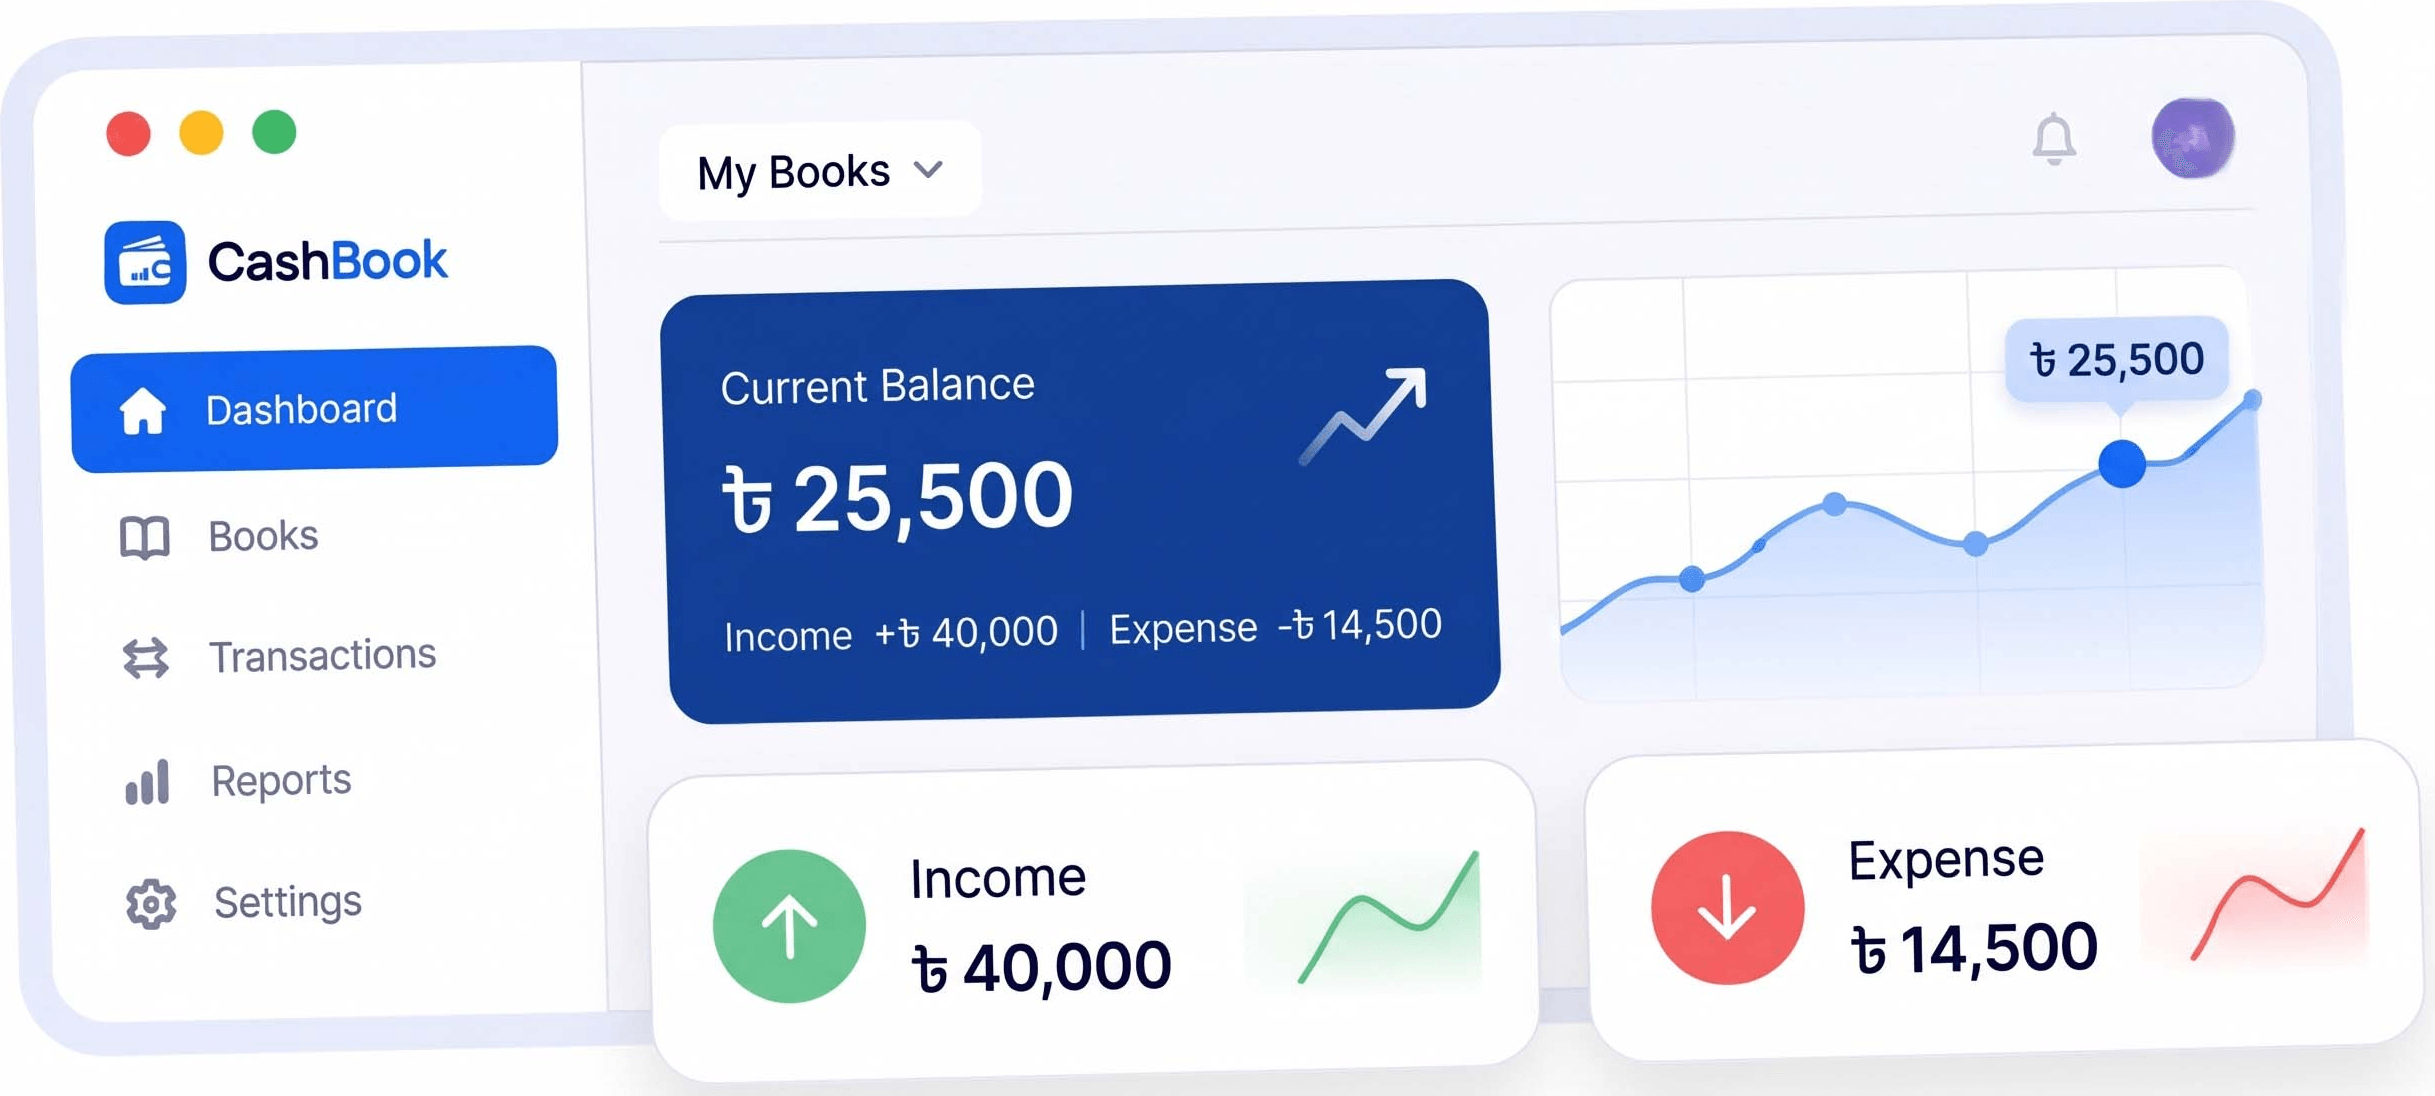 CashBook
Dashboard
Books
Transactions
Reports
Settings
My Books
Current Balance
৳ 25,500
Income +৳ 40,000 | Expense -৳ 14,500
৳ 25,500
Income
৳ 40,000
Expense
৳ 14,500